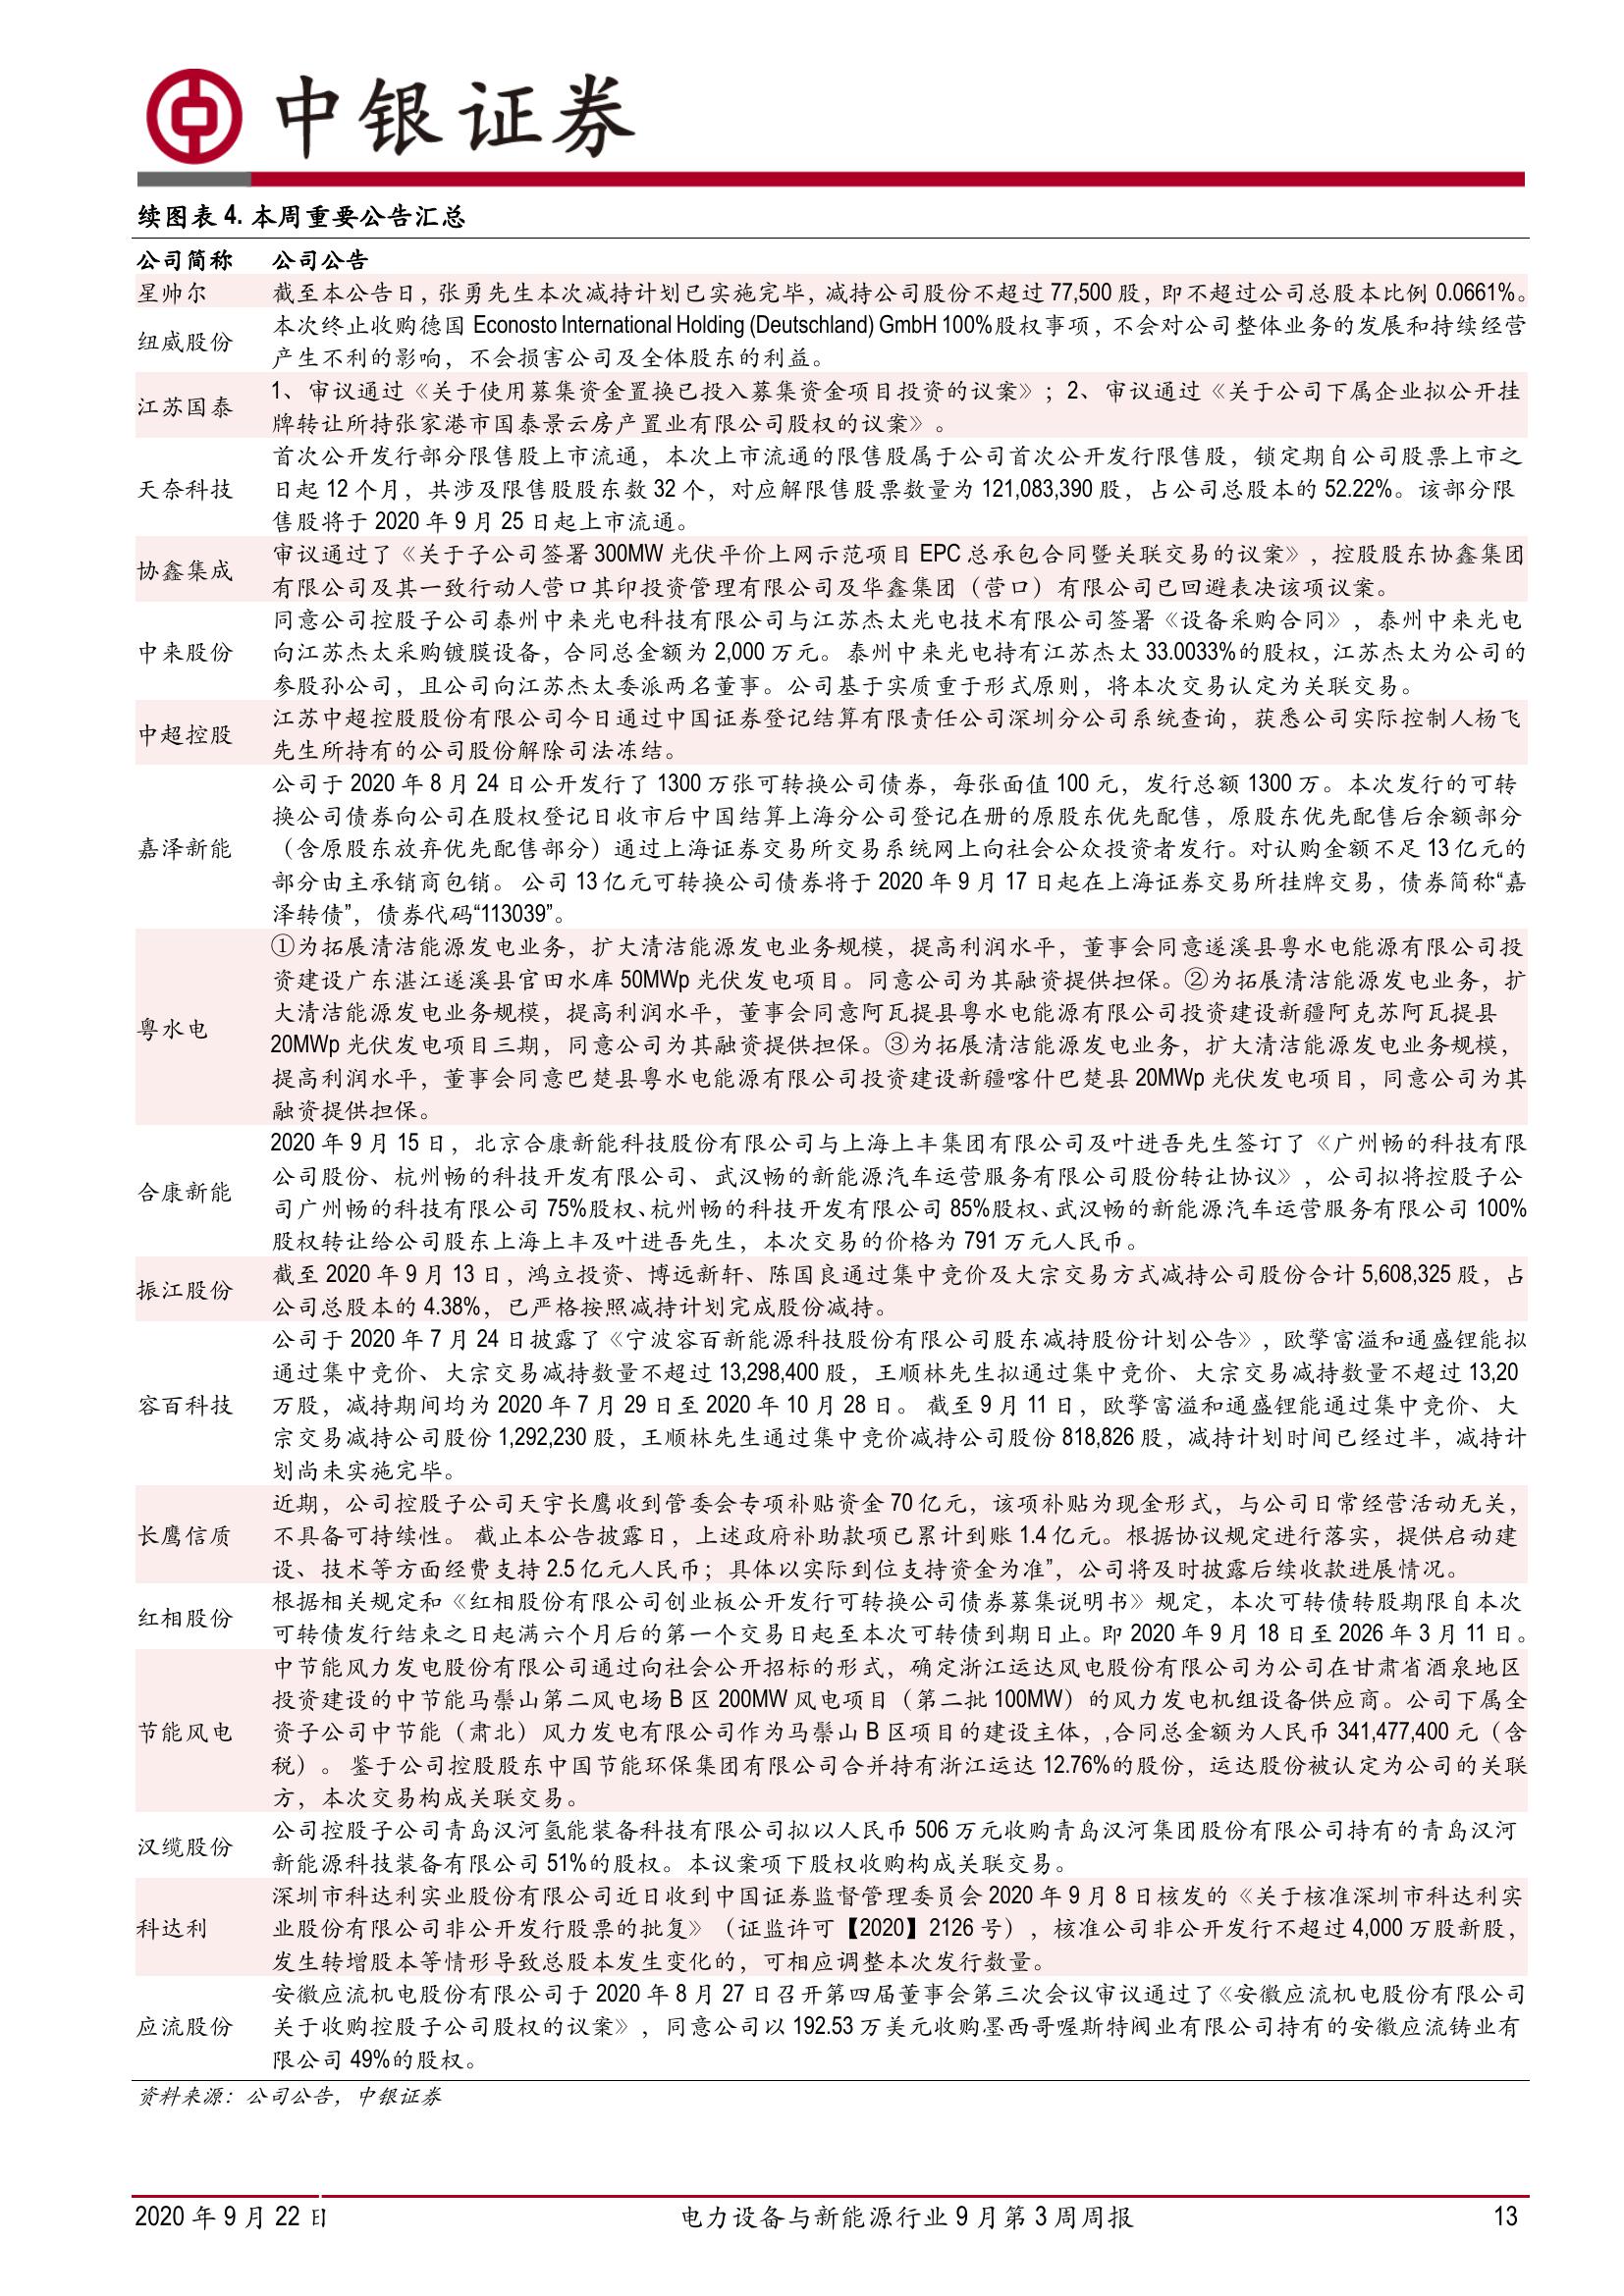 中银证券
续图表 4. 本周重要公告汇总
公司简称 公司公告
星帅尔 截至本公告日，张勇先生本次减持计划已实施完毕，减持公司股份不超过 77,500 股，即不超过公司总股本比例 0.0661%。
纽威股份 本次终止收购德国 Econosto International Holding (Deutschland) GmbH 100%股权事项，不会对公司整体业务的发展和持续经营
产生不利的影响，不会损害公司及全体股东的利益。
江苏国泰 1、审议通过《关于使用募集资金置换已投入募集资金项目投资的议案》；2、审议通过《关于公司下属企业拟公开挂
牌转让所持张家港市国泰景云房产置业有限公司股权的议案》。
首次公开发行部分限售股上市流通，本次上市流通的限售股属于公司首次公开发行限售股，锁定期自公司股票上市之
天奈科技 日起 12 个月，共涉及限售股股东数 32 个，对应解限售股票数量为 121,083,390 股，占公司总股本的 52.22%。该部分限
售股将于 2020 年 9 月 25 日起上市流通。
协鑫集成 审议通过了《关于子公司签署 300MW 光伏平价上网示范项目 EPC 总承包合同暨关联交易的议案》，控股股东协鑫集团
有限公司及其一致行动人营口其印投资管理有限公司及华鑫集团（营口）有限公司已回避表决该项议案。
同意公司控股子公司泰州中来光电科技有限公司与江苏杰太光电技术有限公司签署《设备采购合同》，泰州中来光电
中来股份 向江苏杰太采购镀膜设备，合同总金额为 2,000 万元。泰州中来光电持有江苏杰太 33.0033%的股权，江苏杰太为公司的
参股孙公司，且公司向江苏杰太委派两名董事。公司基于实质重于形式原则，将本次交易认定为关联交易。
中超控股 江苏中超控股股份有限公司今日通过中国证券登记结算有限责任公司深圳分公司系统查询，获悉公司实际控制人杨飞
先生所持有的公司股份解除司法冻结。
公司于 2020 年 8 月 24 日公开发行了 1300 万张可转换公司债券，每张面值 100 元，发行总额 1300 万。本次发行的可转
换公司债券向公司在股权登记日收市后中国结算上海分公司登记在册的原股东优先配售，原股东优先配售后余额部分
嘉泽新能 （含原股东放弃优先配售部分）通过上海证券交易所交易系统网上向社会公众投资者发行。对认购金额不足 13 亿元的
部分由主承销商包销。 公司 13 亿元可转换公司债券将于 2020 年 9 月 17 日起在上海证券交易所挂牌交易，债券简称“嘉
泽转债”，债券代码“113039”。
①为拓展清洁能源发电业务，扩大清洁能源发电业务规模，提高利润水平，董事会同意遂溪县粤水电能源有限公司投
资建设广东湛江遂溪县官田水库 50MWp 光伏发电项目。同意公司为其融资提供担保。②为拓展清洁能源发电业务，扩
大清洁能源发电业务规模，提高利润水平，董事会同意阿瓦提县粤水电能源有限公司投资建设新疆阿克苏阿瓦提县
粤水电 20MWp 光伏发电项目三期，同意公司为其融资提供担保。③为拓展清洁能源发电业务，扩大清洁能源发电业务规模，
提高利润水平，董事会同意巴楚县粤水电能源有限公司投资建设新疆喀什巴楚县 20MWp 光伏发电项目，同意公司为其
融资提供担保。
2020 年 9 月 15 日，北京合康新能科技股份有限公司与上海上丰集团有限公司及叶进吾先生签订了《广州畅的科技有限
公司股份、杭州畅的科技开发有限公司、武汉畅的新能源汽车运营服务有限公司股份转让协议》，公司拟将控股子公
合康新能 司广州畅的科技有限公司 75%股权、杭州畅的科技开发有限公司 85%股权、武汉畅的新能源汽车运营服务有限公司 100%
股权转让给公司股东上海上丰及叶进吾先生，本次交易的价格为 791 万元人民币。
振江股份 截至 2020 年 9 月 13 日，鸿立投资、博远新轩、陈国良通过集中竞价及大宗交易方式减持公司股份合计 5,608,325 股，占
公司总股本的 4.38%，已严格按照减持计划完成股份减持。
公司于 2020 年 7 月 24 日披露了《宁波容百新能源科技股份有限公司股东减持股份计划公告》，欧擎富溢和通盛锂能拟
通过集中竞价、大宗交易减持数量不超过 13,298,400 股，王顺林先生拟通过集中竞价、大宗交易减持数量不超过 13,20
容百科技 万股，减持期间均为 2020 年 7 月 29 日至 2020 年 10 月 28 日。 截至 9 月 11 日，欧擎富溢和通盛锂能通过集中竞价、大
宗交易减持公司股份 1,292,230 股，王顺林先生通过集中竞价减持公司股份 818,826 股，减持计划时间已经过半，减持计
划尚未实施完毕。
近期，公司控股子公司天宇长鹰收到管委会专项补贴资金 70 亿元，该项补贴为现金形式，与公司日常经营活动无关，
长鹰信质 不具备可持续性。 截止本公告披露日，上述政府补助款项已累计到账 1.4 亿元。根据协议规定进行落实，提供启动建
设、技术等方面经费支持 2.5 亿元人民币；具体以实际到位支持资金为准”，公司将及时披露后续收款进展情况。
红相股份 根据相关规定和《红相股份有限公司创业板公开发行可转换公司债券募集说明书》规定，本次可转债转股期限自本次
可转债发行结束之日起满六个月后的第一个交易日起至本次可转债到期日止。即 2020 年 9 月 18 日至 2026 年 3 月 11 日。
中节能风力发电股份有限公司通过向社会公开招标的形式，确定浙江运达风电股份有限公司为公司在甘肃省酒泉地区
投资建设的中节能马鬃山第二风电场 B 区 200MW 风电项目（第二批 100MW）的风力发电机组设备供应商。公司下属全
节能风电 资子公司中节能（肃北）风力发电有限公司作为马鬃山 B 区项目的建设主体，,合同总金额为人民币 341,477,400 元（含
税）。 鉴于公司控股股东中国节能环保集团有限公司合并持有浙江运达 12.76%的股份，运达股份被认定为公司的关联
方，本次交易构成关联交易。
汉缆股份 公司控股子公司青岛汉河氢能装备科技有限公司拟以人民币 506 万元收购青岛汉河集团股份有限公司持有的青岛汉河
新能源科技装备有限公司 51%的股权。本议案项下股权收购构成关联交易。
深圳市科达利实业股份有限公司近日收到中国证券监督管理委员会 2020 年 9 月 8 日核发的《关于核准深圳市科达利实
科达利 业股份有限公司非公开发行股票的批复》（证监许可【2020】2126 号），核准公司非公开发行不超过 4,000 万股新股，
发生转增股本等情形导致总股本发生变化的，可相应调整本次发行数量。
安徽应流机电股份有限公司于 2020 年 8 月 27 日召开第四届董事会第三次会议审议通过了《安徽应流机电股份有限公司
应流股份 关于收购控股子公司股权的议案》，同意公司以 192.53 万美元收购墨西哥喔斯特阀业有限公司持有的安徽应流铸业有
限公司 49%的股权。
资料来源：公司公告，中银证券
2020 年 9 月 22 日 电力设备与新能源行业 9 月第 3 周周报 13